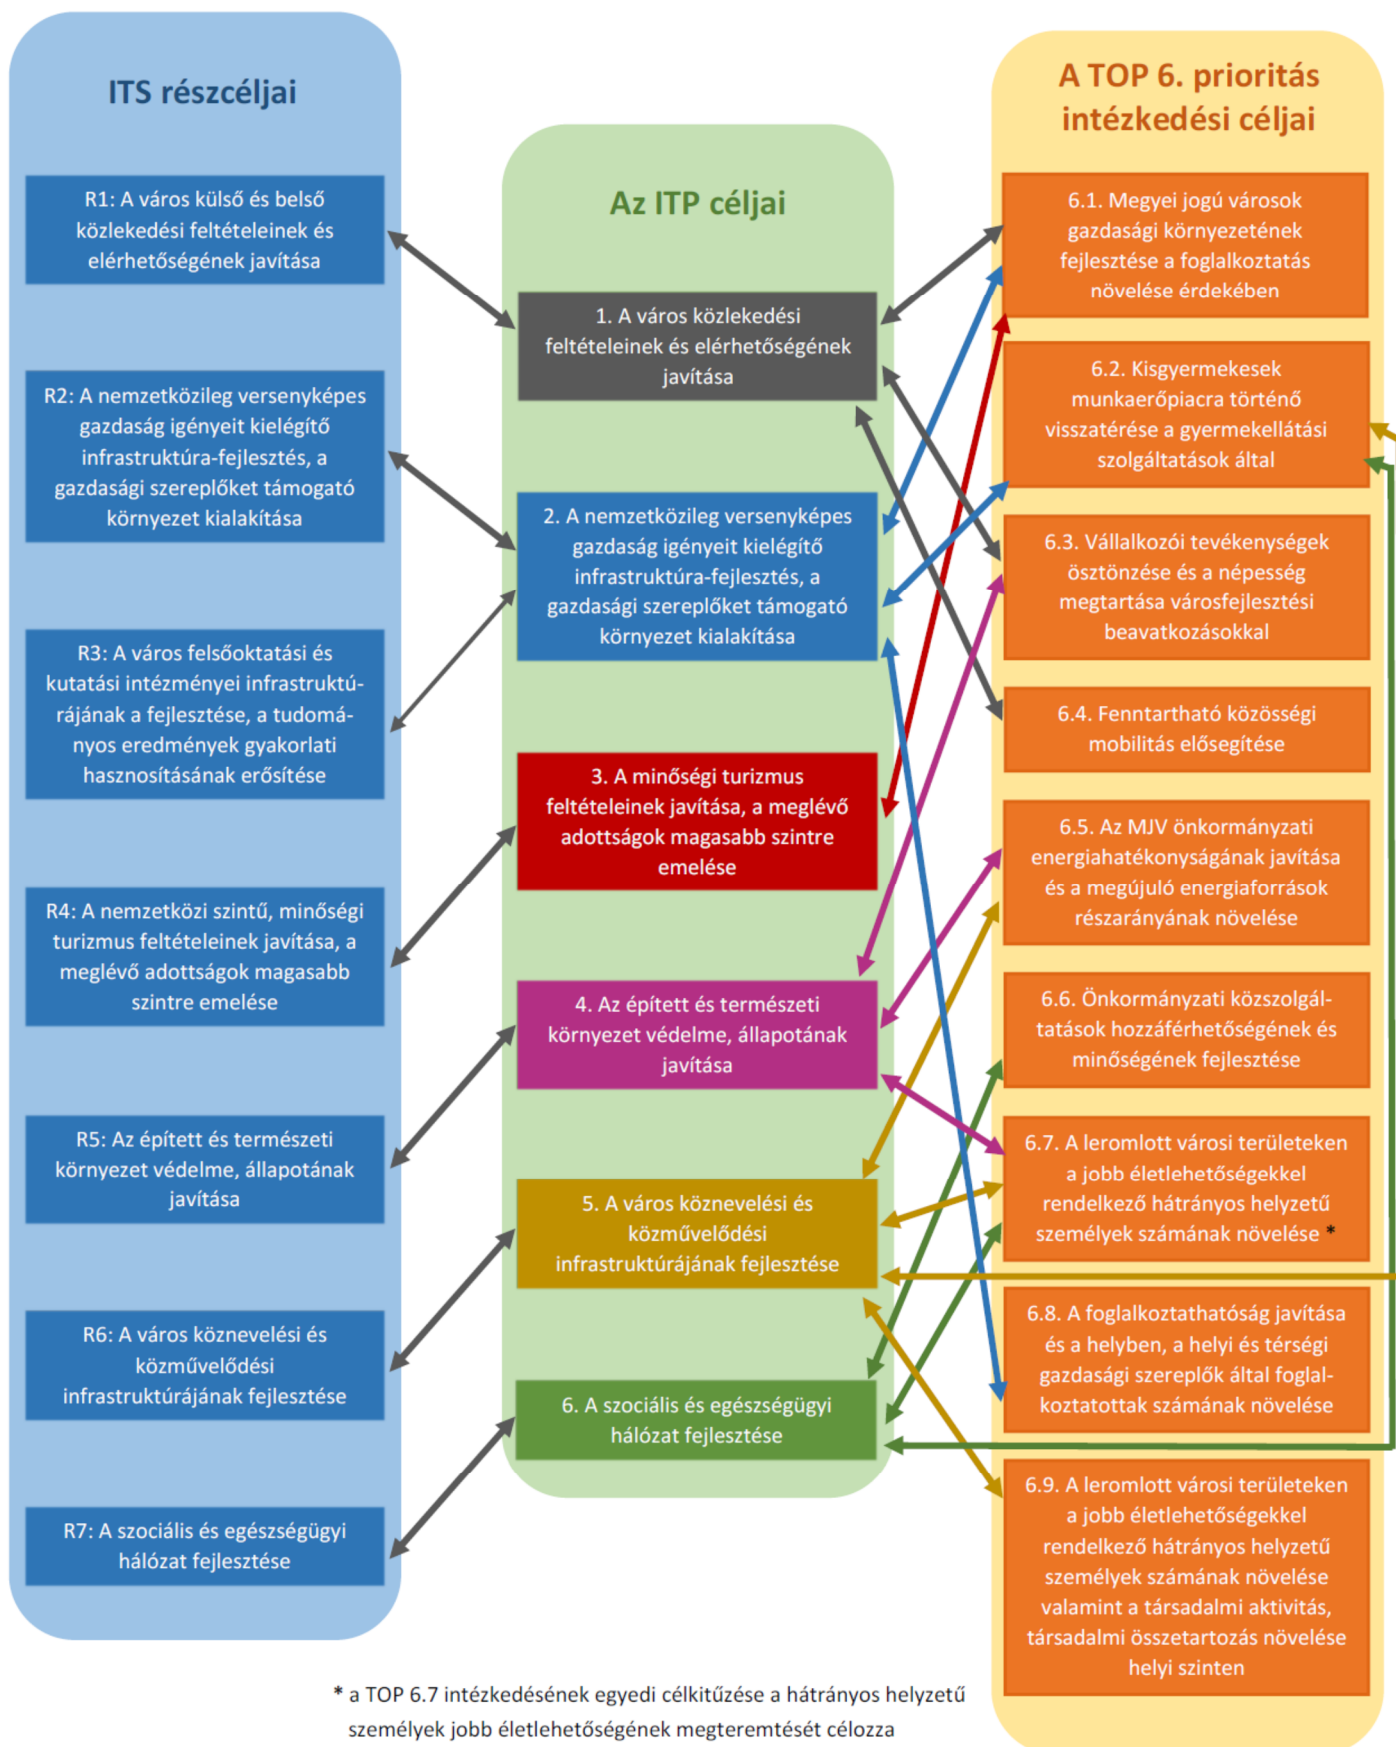 ITS részcéljai
R1: A város külső és belső
közlekedési feltételeinek és
elérhetőségének javítása
R2: A nemzetközileg versenyképes
gazdaság igényeit kielégítő
infrastruktúra-fejlesztés, a
gazdasági szereplőket támogató
környezet kialakítása
R3: A város felsőoktatási és
kutatási intézményei infrastruktú-
rájának a fejlesztése, a tudomá-
nyos eredmények gyakorlati
hasznosításának erősítése
R4: A nemzetközi szintű, minőségi
turizmus feltételeinek javítása, a
meglévő adottságok magasabb
szintre emelése
R5: Az épített és természeti
környezet védelme, állapotának
javítása
R6: A város köznevelési és
közművelődési
infrastruktúrájának fejlesztése
R7: A szociális és egészségügyi
hálózat fejlesztése
Az ITP céljai
1. A város közlekedési
feltételeinek és elérhetőségének
javítása
2. A nemzetközileg versenyképes
gazdaság igényeit kielégítő
infrastruktúra-fejlesztés, a
gazdasági szereplőket támogató
környezet kialakítása
3. A minőségi turizmus
feltételeinek javítása, a meglévő
adottságok magasabb szintre
emelése
4. Az épített és természeti
környezet védelme, állapotának
javítása
5. A város köznevelési és
közművelődési
infrastruktúrájának fejlesztése
6. A szociális és egészségügyi
hálózat fejlesztése
A TOP 6. prioritás
intézkedési céljai
6.1. Megyei jogú városok
gazdasági környezetének
fejlesztése a foglalkoztatás
növelése érdekében
6.2. Kisgyermekesek
munkaerőpiacra történő
visszatérése a gyermekellátási
szolgáltatások által
6.3. Vállalkozói tevékenységek
ösztönzése és a népesség
megtartása városfejlesztési
beavatkozásokkal
6.4. Fenntartható közösségi
mobilitás elősegítése
6.5. Az MJV önkormányzati
energiahatékonyságának javítása
és a megújuló energiaforrások
részarányának növelése
6.6. Önkormányzati közszolgál-
tatások hozzáférhetőségének és
minőségének fejlesztése
6.7. A leromlott városi területeken
a jobb életlehetőségekkel
rendelkező hátrányos helyzetű
személyek számának növelése *
6.8. A foglalkoztathatóság javítása
és a helyben, a helyi és térségi
gazdasági szereplők által foglal-
koztatottak számának növelése
6.9. A leromlott városi területeken
a jobb életlehetőségekkel
rendelkező hátrányos helyzetű
személyek számának növelése
valamint a társadalmi aktivitás,
társadalmi összetartozás növelése
helyi szinten
* a TOP 6.7 intézkedésének egyedi célkitűzése a hátrányos helyzetű
személyek jobb életlehetőségének megteremtését célozza